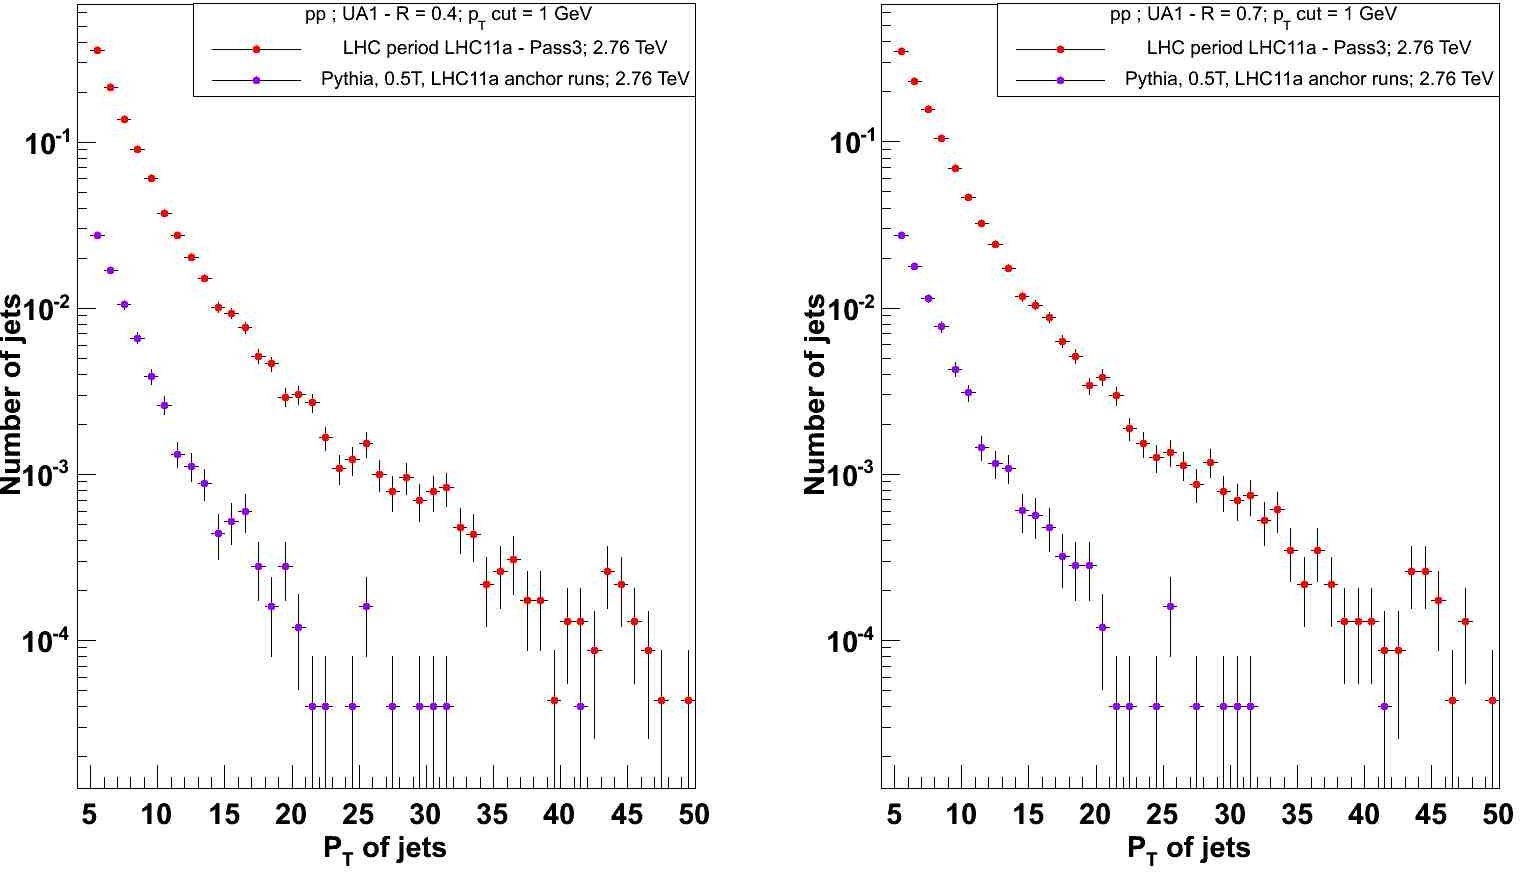 pp ; UA1 - R = 0.4; pT cut = 1 GeV
LHC period LHC11a - Pass3; 2.76 TeV
Pythia, 0.5T, LHC11a anchor runs; 2.76 TeV
10-1
10-2
10-3
10-4
Number of jets
5 10 15 20 25 30 35 40 45 50
PT of jets
pp ; UA1 - R = 0.7; pT cut = 1 GeV
LHC period LHC11a - Pass3; 2.76 TeV
Pythia, 0.5T, LHC11a anchor runs; 2.76 TeV
10-1
10-2
10-3
10-4
Number of jets
5 10 15 20 25 30 35 40 45 50
PT of jets